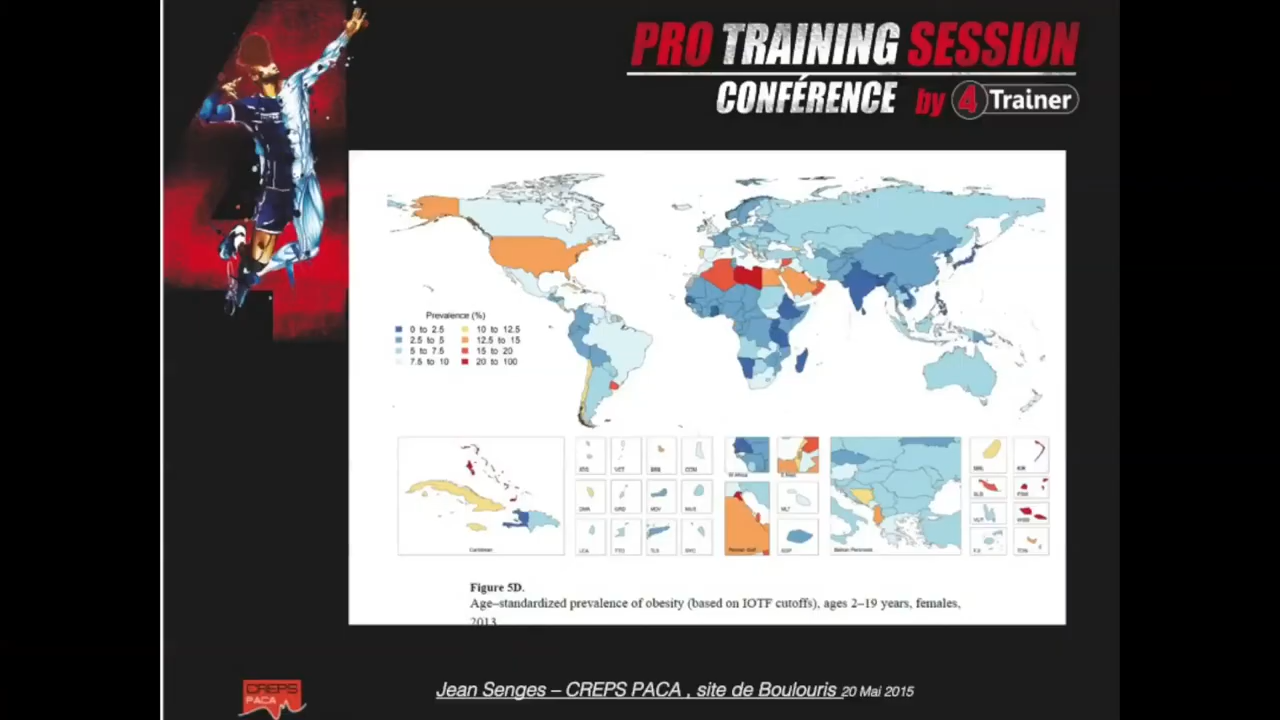 PRO TRAINING SESSION
CONFÉRENCE by 4 Trainer
Prevalence (%)
0 to 2.5 10 to 12.5
2.5 to 5 12.5 to 15
5 to 7.5 15 to 20
7.5 to 10 20 to 100
Caribbean
Figure 5D.
Age–standardized prevalence of obesity (based on IOTF cutoffs), ages 2–19 years, females,
2013
CREPS
PACA
Jean Senges – CREPS PACA , site de Boulouris 20 Mai 2015